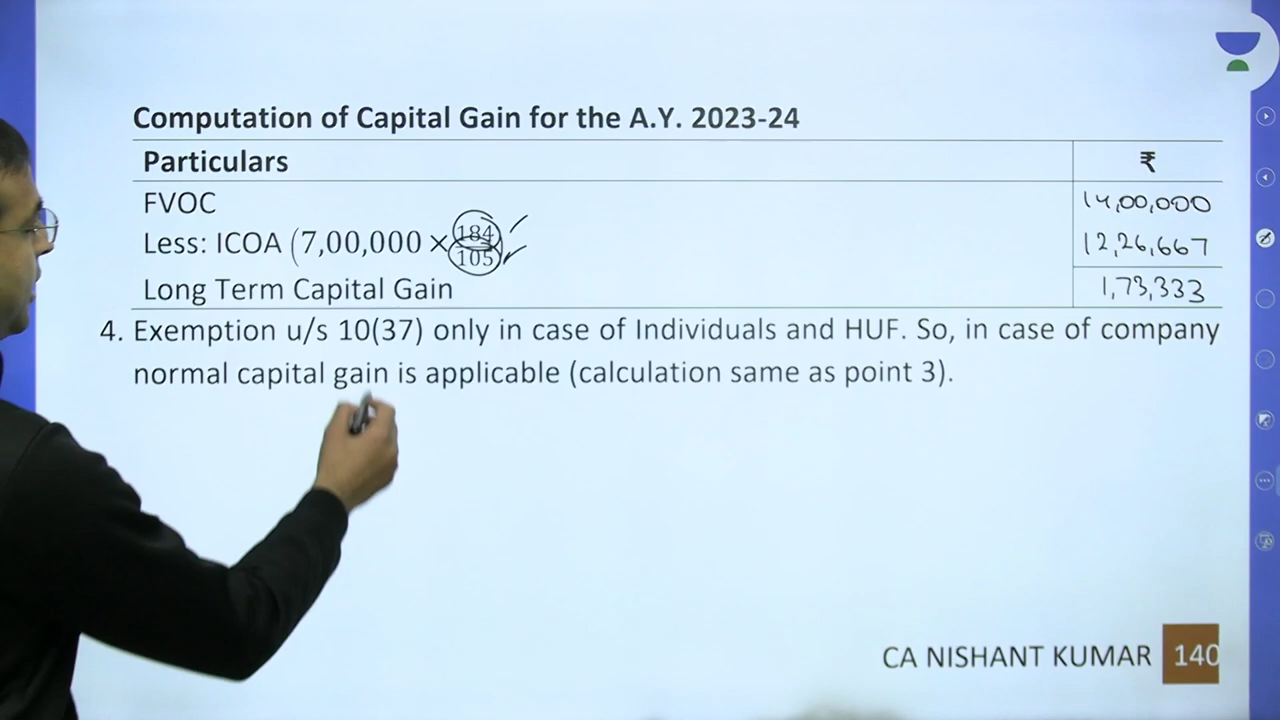 Computation of Capital Gain for the A.Y. 2023-24
Particulars ₹
FVOC 14,00,000
Less: ICOA (7,00,000 × 184/105 12,26,667
Long Term Capital Gain 1,73,333
4. Exemption u/s 10(37) only in case of Individuals and HUF. So, in case of company
normal capital gain is applicable (calculation same as point 3).
CA NISHANT KUMAR 140